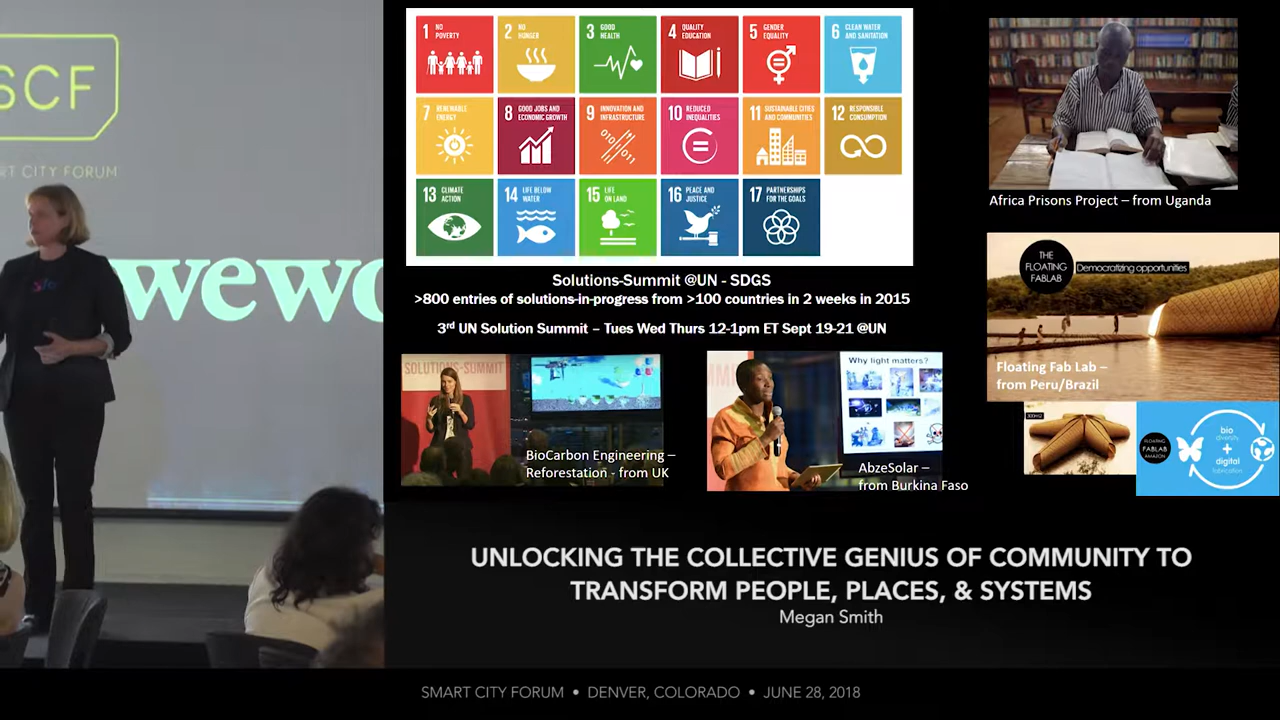 SCF
RT CITY FORUM
wewo
1 NO POVERTY
2 NO HUNGER
3 GOOD HEALTH
4 QUALITY EDUCATION
5 GENDER EQUALITY
6 CLEAN WATER AND SANITATION
7 RENEWABLE ENERGY
8 GOOD JOBS AND ECONOMIC GROWTH
9 INNOVATION AND INFRASTRUCTURE
10 REDUCED INEQUALITIES
11 SUSTAINABLE CITIES AND COMMUNITIES
12 RESPONSIBLE CONSUMPTION
13 CLIMATE ACTION
14 LIFE BELOW WATER
15 LIFE ON LAND
16 PEACE AND JUSTICE
17 PARTNERSHIPS FOR THE GOALS
Solutions-Summit @UN - SDGS
>800 entries of solutions-in-progress from >100 countries in 2 weeks in 2015
3rd UN Solution Summit – Tues Wed Thurs 12-1pm ET Sept 19-21 @UN
SOLUTIONS-SUMMIT
BioCarbon Engineering –
Reforestation - from UK
Why light matters?
AbzeSolar –
from Burkina Faso
Africa Prisons Project – from Uganda
THE
FLOATING
FABLAB
Democratizing opportunities
Floating Fab Lab –
from Peru/Brazil
FLOATING
FABLAB
AMAZON
bio
diversity
+
digital
fabrication
UNLOCKING THE COLLECTIVE GENIUS OF COMMUNITY TO
TRANSFORM PEOPLE, PLACES, & SYSTEMS
Megan Smith
SMART CITY FORUM • DENVER, COLORADO • JUNE 28, 2018